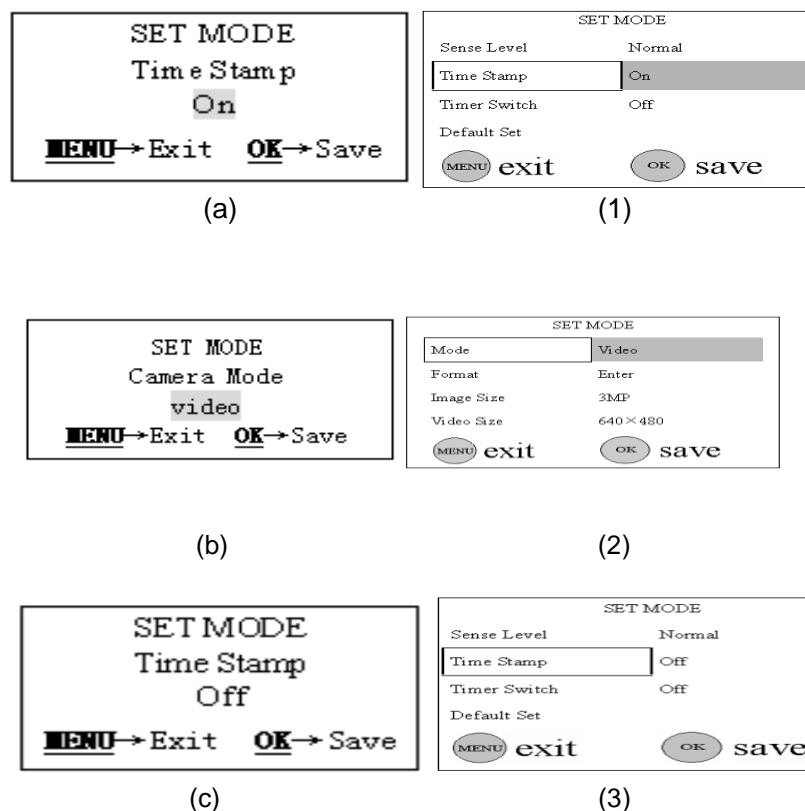 SET MODE
Time Stamp
On
MENU→Exit OK→Save
(a)
SET MODE
Sense Level Normal
Time Stamp On
Timer Switch Off
Default Set
MENU exit OK save
(1)
SET MODE
Camera Mode
video
MENU→Exit OK→Save
(b)
SET MODE
Mode Video
Format Enter
Image Size 3MP
Video Size 640×480
MENU exit OK save
(2)
SET MODE
Time Stamp
Off
MENU→Exit OK→Save
(c)
SET MODE
Sense Level Normal
Time Stamp Off
Timer Switch Off
Default Set
MENU exit OK save
(3)